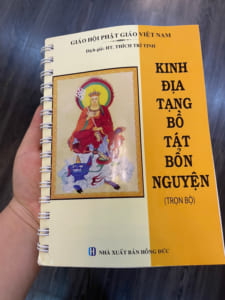 GIÁO HỘI PHẬT GIÁO VIỆT NAM
Dịch giả: HT. THÍCH TRÍ TỊNH
KINH
ĐỊA
TẠNG
BỒ
TÁT
BỔN
NGUYỆN
(TRỌN BỘ)
NHÀ XUẤT BẢN HỒNG ĐỨC